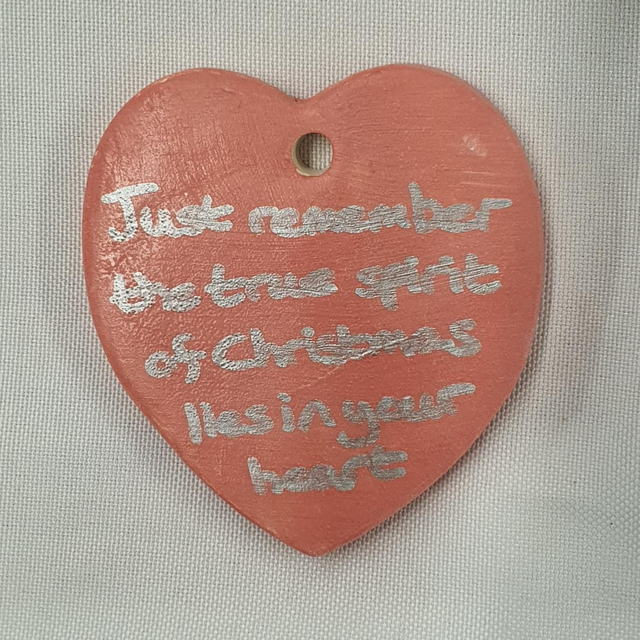 Just remember
the true spirit
of Christmas
lies in your
heart